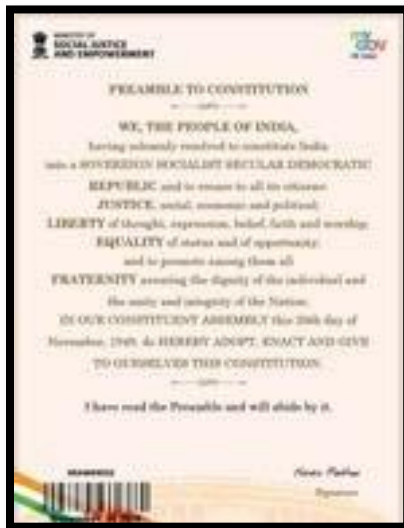 MINISTRY OF
SOCIAL JUSTICE
AND EMPOWERMENT
my
GOV
PREAMBLE TO CONSTITUTION
WE, THE PEOPLE OF INDIA,
having solemnly resolved to constitute India
into a SOVEREIGN SOCIALIST SECULAR DEMOCRATIC
REPUBLIC and to secure to all its citizens:
JUSTICE, social, economic and political;
LIBERTY of thought, expression, belief, faith and worship;
EQUALITY of status and of opportunity;
and to promote among them all
FRATERNITY assuring the dignity of the individual and
the unity and integrity of the Nation;
IN OUR CONSTITUENT ASSEMBLY this 26th day of
November, 1949, do HEREBY ADOPT, ENACT AND GIVE
TO OURSELVES THIS CONSTITUTION.
I have read the Preamble and will abide by it.
Signature